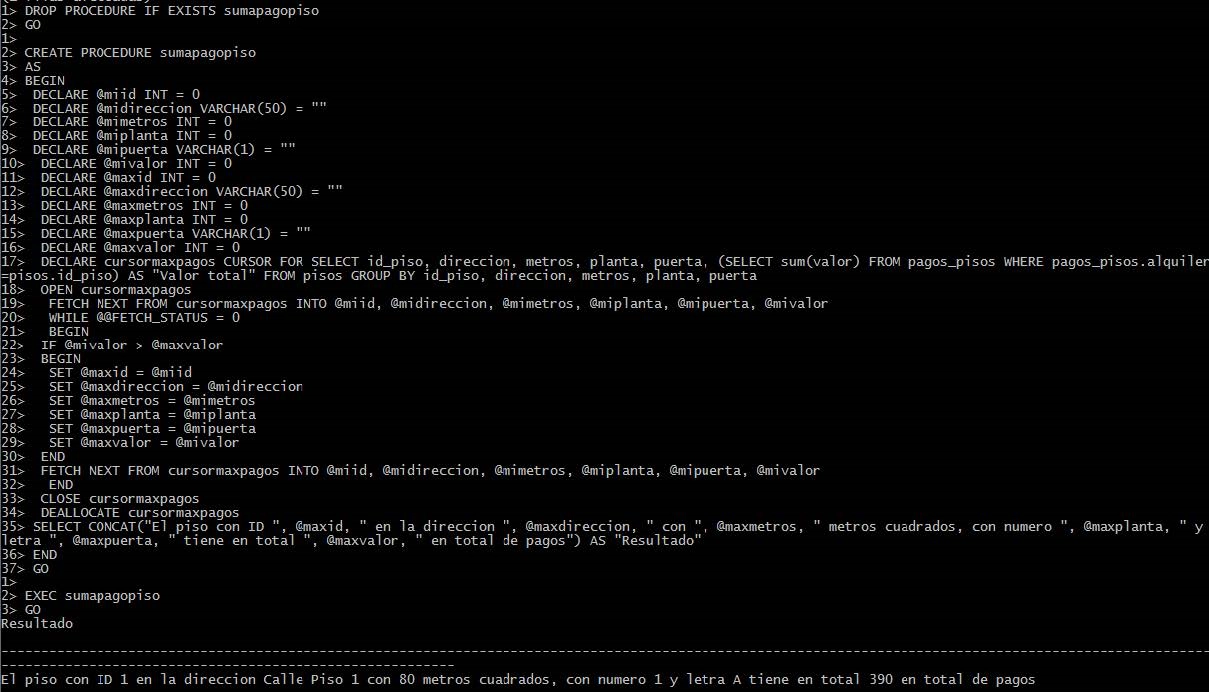 1> DROP PROCEDURE IF EXISTS sumapagopiso
2> GO
1>
2> CREATE PROCEDURE sumapagopiso
3> AS
4> BEGIN
5>  DECLARE @miid INT = 0
6>  DECLARE @midireccion VARCHAR(50) = ""
7>  DECLARE @mimetros INT = 0
8>  DECLARE @miplanta INT = 0
9>  DECLARE @mipuerta VARCHAR(1) = ""
10>  DECLARE @mivalor INT = 0
11>  DECLARE @maxid INT = 0
12>  DECLARE @maxdireccion VARCHAR(50) = ""
13>  DECLARE @maxmetros INT = 0
14>  DECLARE @maxplanta INT = 0
15>  DECLARE @maxpuerta VARCHAR(1) = ""
16>  DECLARE @maxvalor INT = 0
17>  DECLARE cursormaxpagos CURSOR FOR SELECT id_piso, direccion, metros, planta, puerta, (SELECT sum(valor) FROM pagos_pisos WHERE pagos_pisos.alquiler
=pisos.id_piso) AS "Valor total" FROM pisos GROUP BY id_piso, direccion, metros, planta, puerta
18>  OPEN cursormaxpagos
19>   FETCH NEXT FROM cursormaxpagos INTO @miid, @midireccion, @mimetros, @miplanta, @mipuerta, @mivalor
20>   WHILE @@FETCH_STATUS = 0
21>   BEGIN
22>  IF @mivalor > @maxvalor
23>  BEGIN
24>   SET @maxid = @miid
25>   SET @maxdireccion = @midireccion
26>   SET @maxmetros = @mimetros
27>   SET @maxplanta = @miplanta
28>   SET @maxpuerta = @mipuerta
29>   SET @maxvalor = @mivalor
30>  END
31>  FETCH NEXT FROM cursormaxpagos INTO @miid, @midireccion, @mimetros, @miplanta, @mipuerta, @mivalor
32>   END
33>  CLOSE cursormaxpagos
34>  DEALLOCATE cursormaxpagos
35> SELECT CONCAT("El piso con ID ", @maxid, " en la direccion ", @maxdireccion, " con ", @maxmetros, " metros cuadrados, con numero ", @maxplanta, " y
letra ", @maxpuerta, " tiene en total ", @maxvalor, " en total de pagos") AS "Resultado"
36> END
37> GO
1>
2> EXEC sumapagopiso
3> GO
Resultado
-------------------------------------------------------------------------------------------------------------------------------------------------------
---------------------------------------------------------
El piso con ID 1 en la direccion Calle Piso 1 con 80 metros cuadrados, con numero 1 y letra A tiene en total 390 en total de pagos